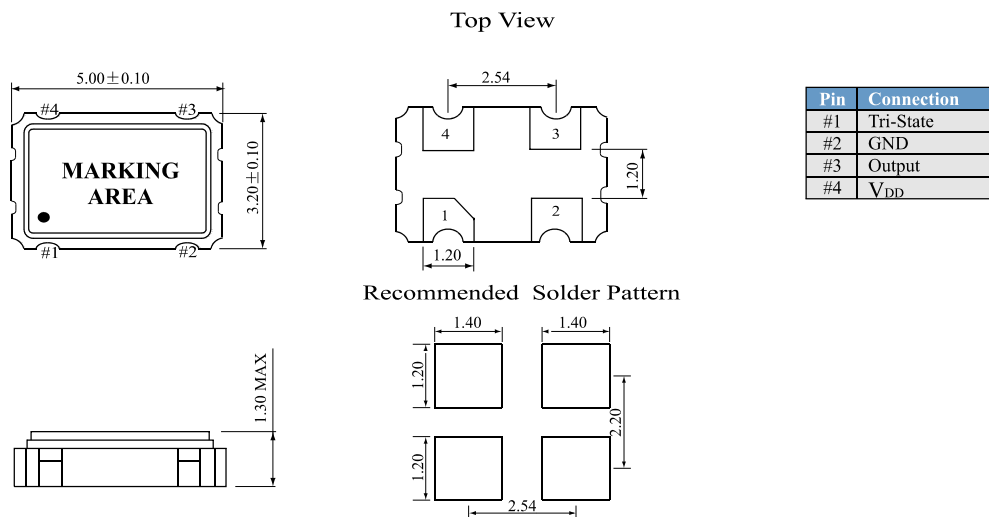 Top View
5.00±0.10
#4
#3
MARKING
AREA
#1
#2
3.20±0.10
2.54
4
3
1
2
1.20
1.20
Pin Connection
#1 Tri-State
#2 GND
#3 Output
#4 VDD
1.30 MAX
Recommended Solder Pattern
1.40
1.40
1.20
1.20
2.20
2.54